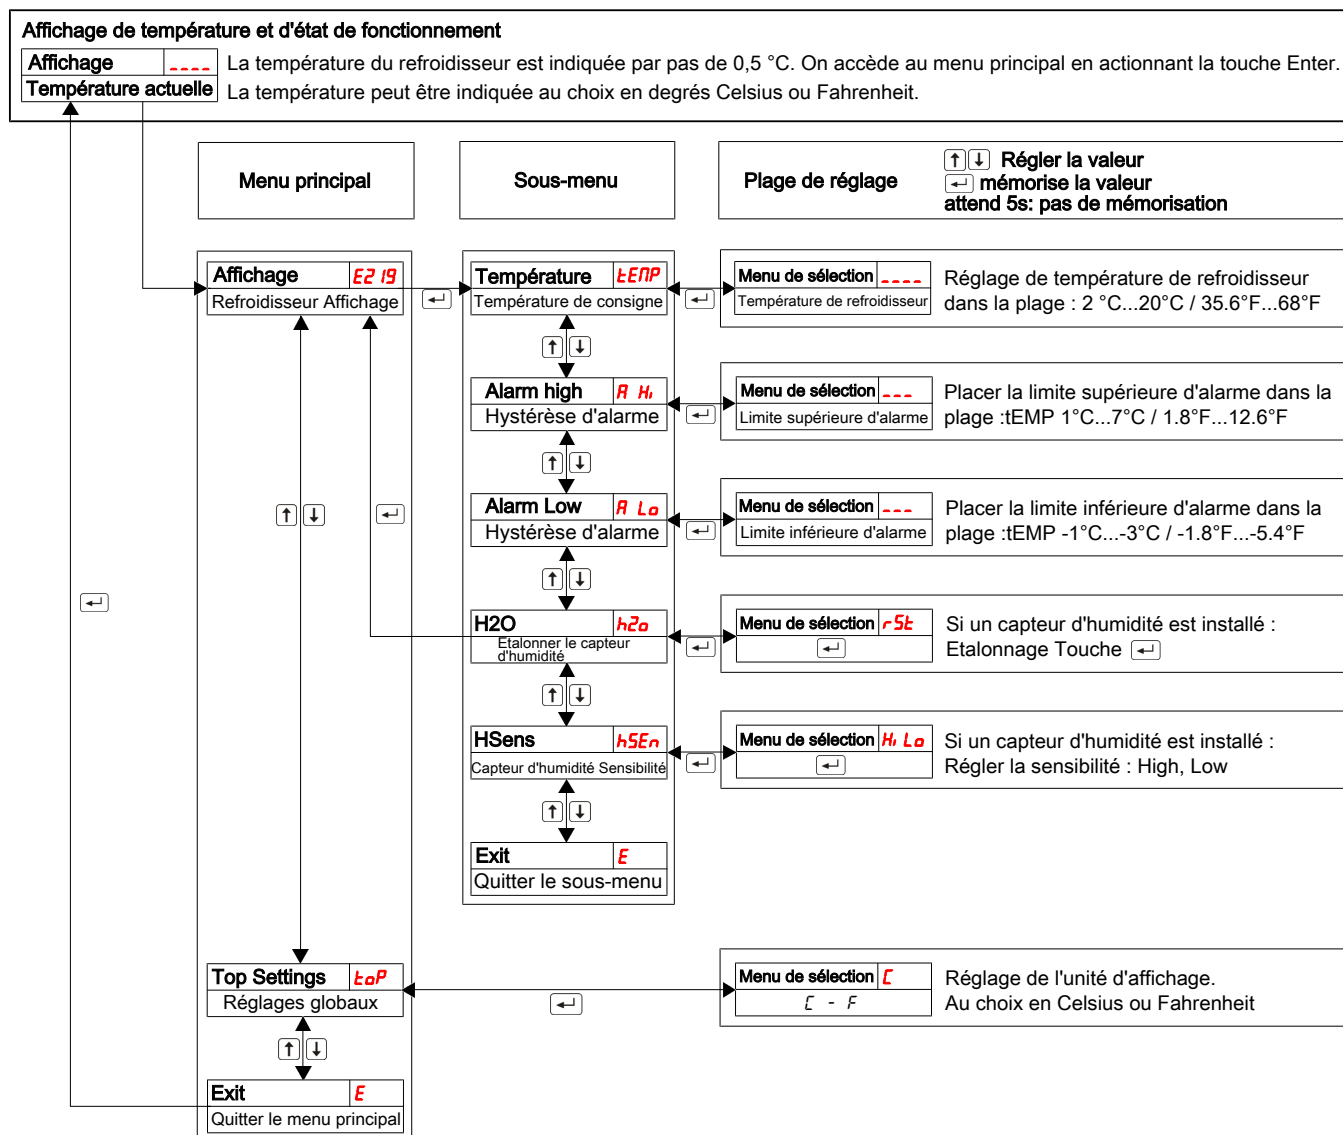 Affichage de température et d'état de fonctionnement
Affichage
La température du refroidisseur est indiquée par pas de 0,5 °C. On accède au menu principal en actionnant la touche Enter.
Température actuelle
La température peut être indiquée au choix en degrés Celsius ou Fahrenheit.
Menu principal
Sous-menu
Plage de réglage
↑ ↓ Régler la valeur
↵ mémorise la valeur
attend 5s: pas de mémorisation
Affichage E219
Refroidisseur Affichage
↵
Température tEMP
Température de consigne
↵
Menu de sélection _ _ _ _
Température de refroidisseur
Réglage de température de refroidisseur
dans la plage : 2 °C...20°C / 35.6°F...68°F
↑ ↓
Alarm high A Hi
Hystérèse d'alarme
↵
Menu de sélection _ _ _
Limite supérieure d'alarme
Placer la limite supérieure d'alarme dans la
plage :tEMP 1°C...7°C / 1.8°F...12.6°F
↑ ↓
Alarm Low A Lo
Hystérèse d'alarme
↵
Menu de sélection _ _ _
Limite inférieure d'alarme
Placer la limite inférieure d'alarme dans la
plage :tEMP -1°C...-3°C / -1.8°F...-5.4°F
↑ ↓
↵
↑ ↓
↵
H2O h2o
Etalonner le capteur
d'humidité
↵
Menu de sélection rSt
↵
Si un capteur d'humidité est installé :
Etalonnage Touche ↵
↑ ↓
HSens hSEn
Capteur d'humidité Sensibilité
↵
Menu de sélection Hi Lo
↵
Si un capteur d'humidité est installé :
Régler la sensibilité : High, Low
↑ ↓
Exit E
Quitter le sous-menu
Top Settings toP
Réglages globaux
↵
Menu de sélection C
C - F
Réglage de l'unité d'affichage.
Au choix en Celsius ou Fahrenheit
↑ ↓
Exit E
Quitter le menu principal